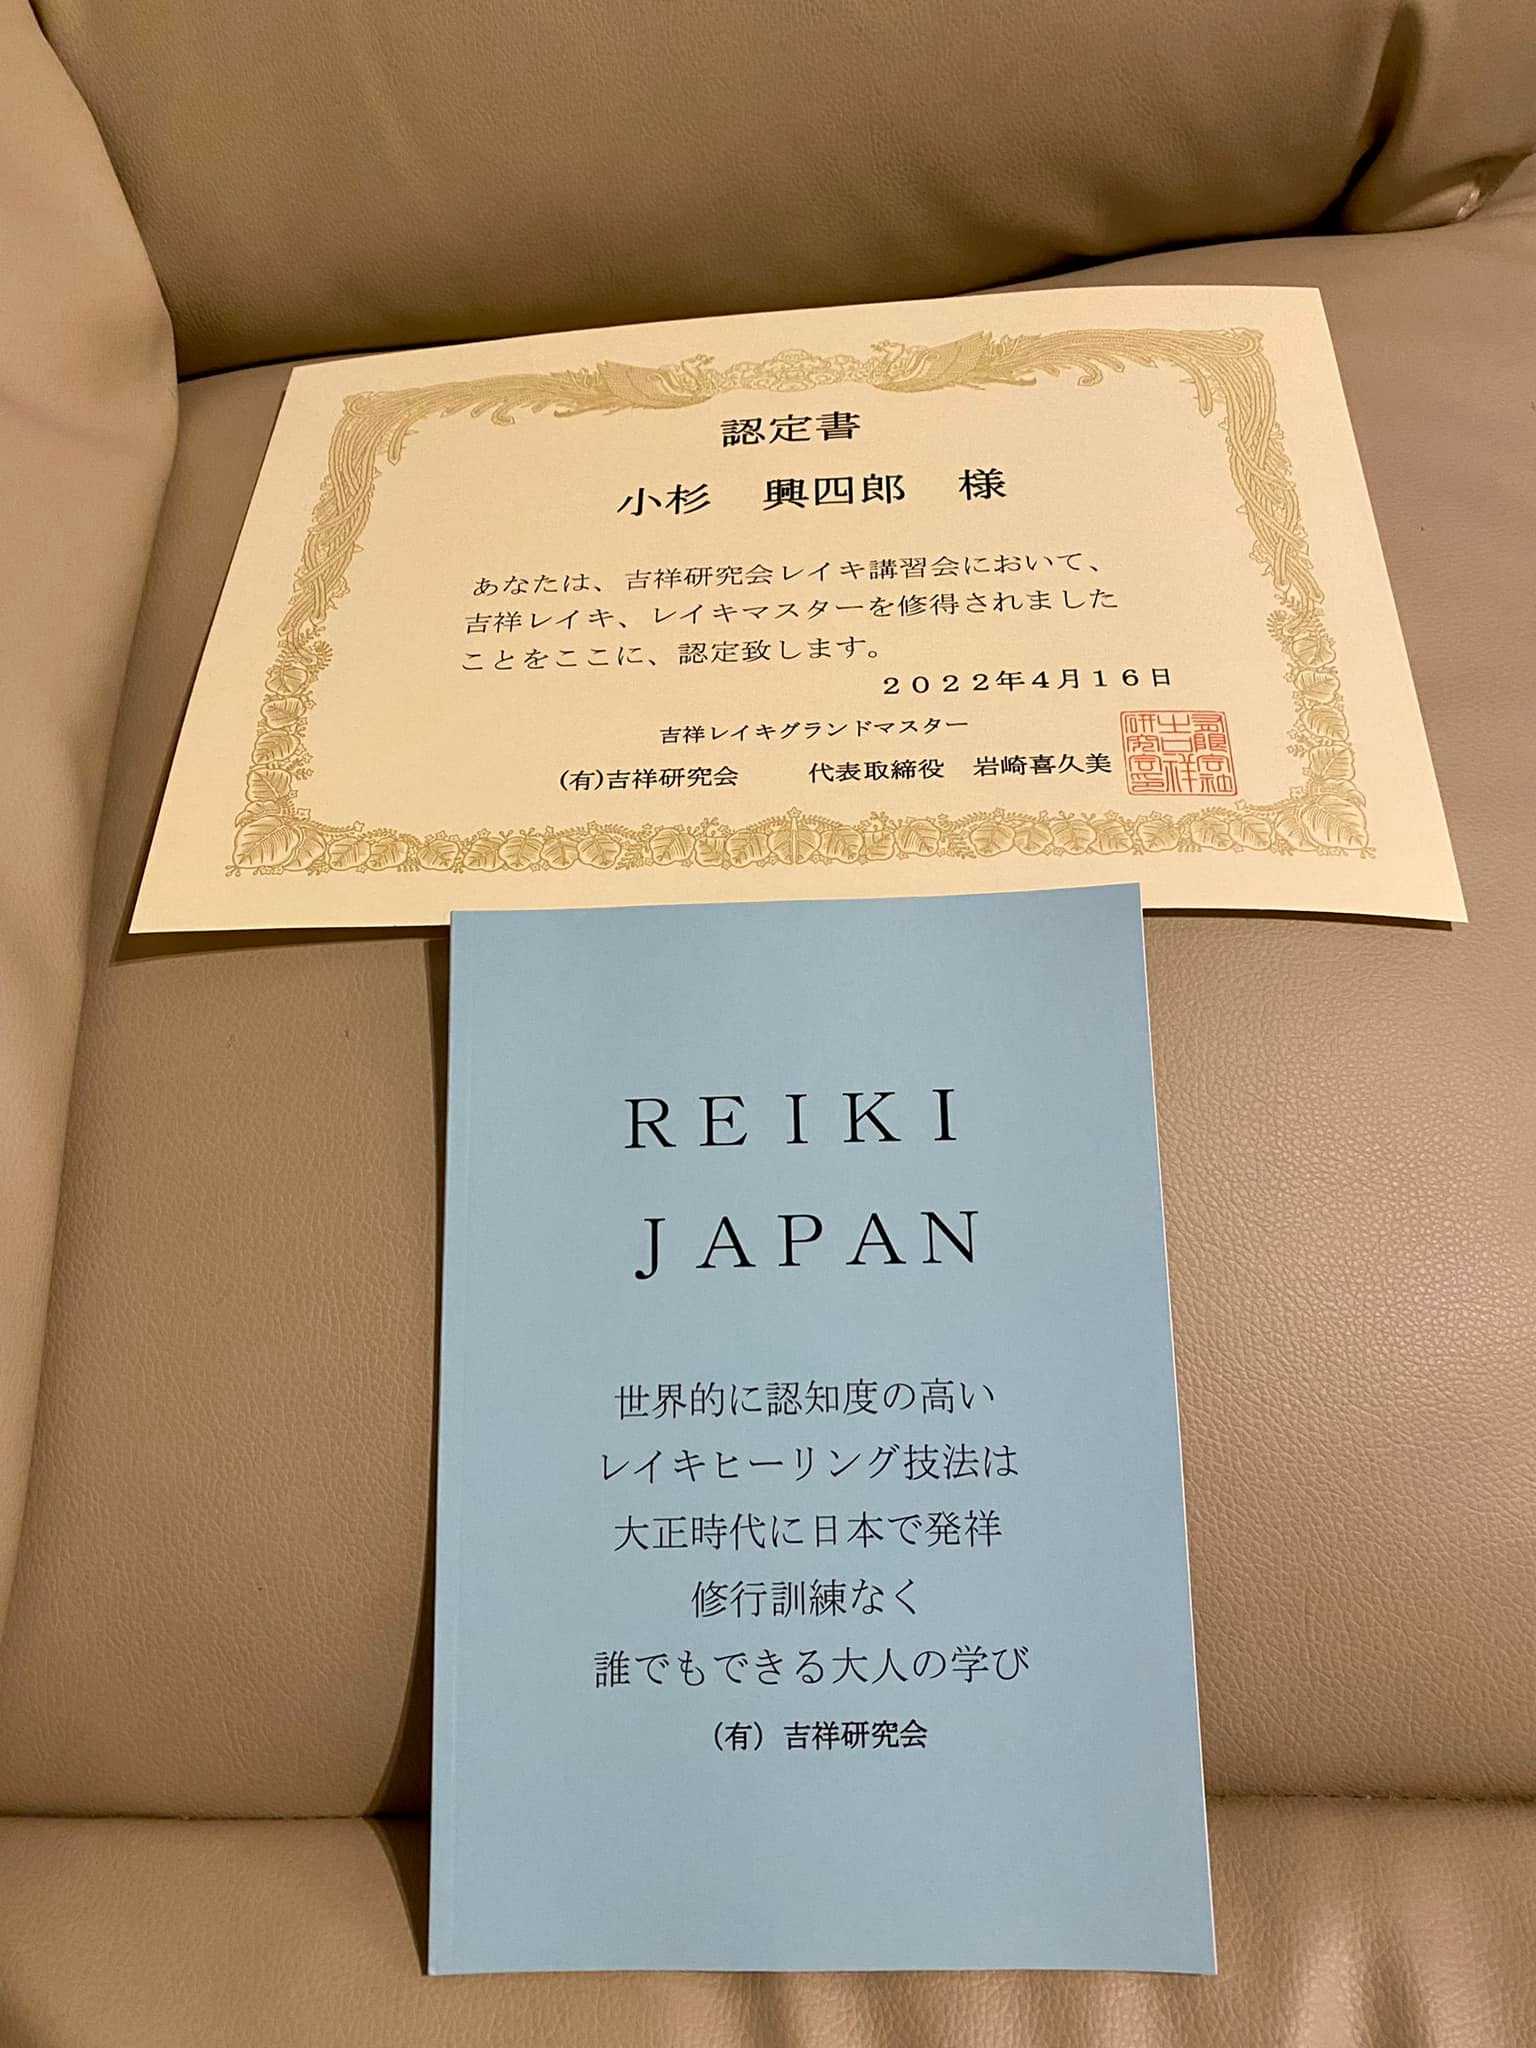 認定書
小杉　興四郎　様
あなたは、吉祥研究会レイキ講習会において、
吉祥レイキ、レイキマスターを修得されました
ことをここに、認定致します。
２０２２年４月１６日
吉祥レイキグランドマスター
(有)吉祥研究会　　代表取締役　岩崎喜久美
ＲＥＩＫＩ
ＪＡＰＡＮ
世界的に認知度の高い
レイキヒーリング技法は
大正時代に日本で発祥
修行訓練なく
誰でもできる大人の学び
（有）吉祥研究会